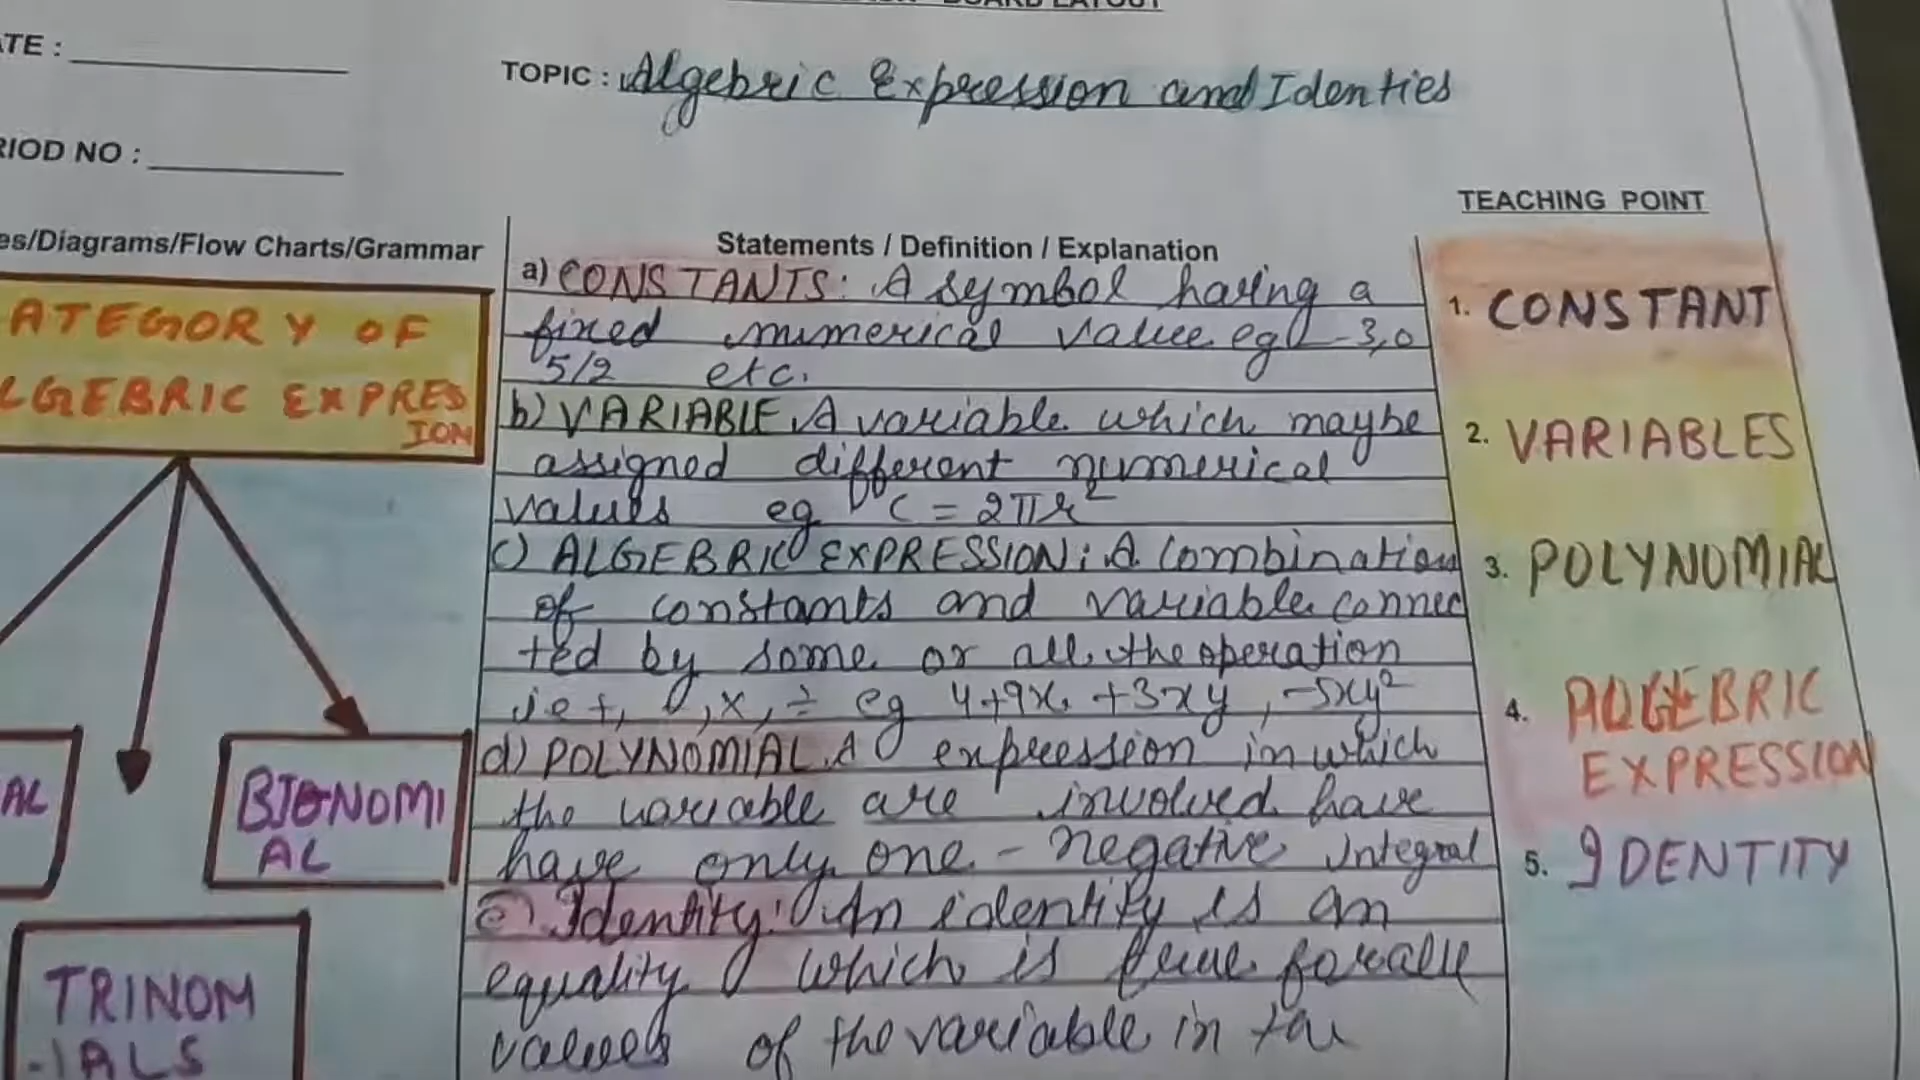 BOARD LAYOUT
ATE :
TOPIC : Algebric Expression and Identies
RIOD NO :
TEACHING POINT
es/Diagrams/Flow Charts/Grammar
ATEGORY OF
LGEBRIC EXPRES
ION
AL
BIONOMI
AL
TRINOM
-IALS
Statements / Definition / Explanation
a) CONSTANTS: A symbol having a
fixed numerical value eg -3,0
5/2 etc.
b) VARIABLE A variable which maybe
assigned different numerical
values eg C = 2πr²
c) ALGEBRIC EXPRESSION: A Combination
of constants and variable connec
ted by some or all the operation
i.e +, , x, ÷ eg 4+9x +3xy, -5xy²
d) POLYNOMIAL A expression in which
the variable are involved have
have only one - negative integral
e) Identity: An identity is an
equality which is true for all
values of the variable in the
1. CONSTANT
2. VARIABLES
3. POLYNOMIAL
4. ALGEBRIC
EXPRESSION
5. IDENTITY